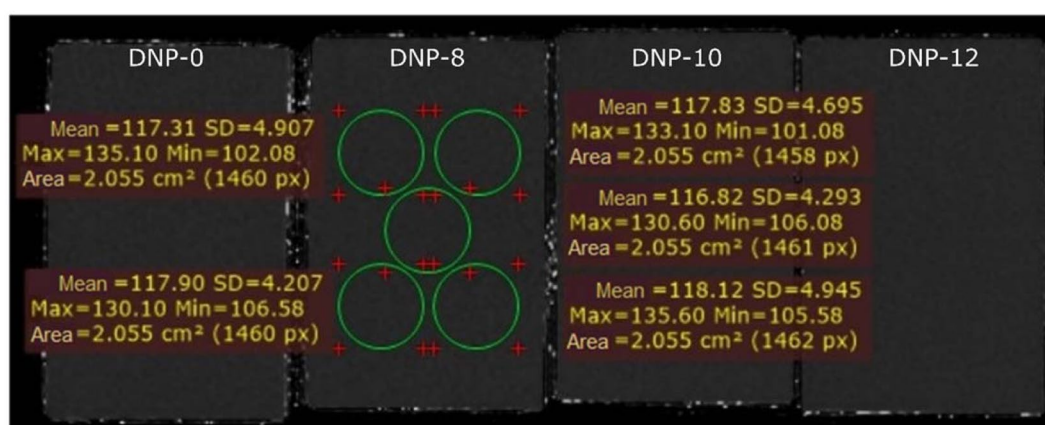 DNP-0 DNP-8 DNP-10 DNP-12
Mean =117.31 SD=4.907
Max=135.10 Min=102.08
Area =2.055 cm² (1460 px)
Mean =117.90 SD=4.207
Max=130.10 Min=106.58
Area =2.055 cm² (1460 px)
Mean =117.83 SD=4.695
Max=133.10 Min=101.08
Area =2.055 cm² (1458 px)
Mean =116.82 SD=4.293
Max=130.60 Min=106.08
Area =2.055 cm² (1461 px)
Mean =118.12 SD=4.945
Max=135.60 Min=105.58
Area =2.055 cm² (1462 px)